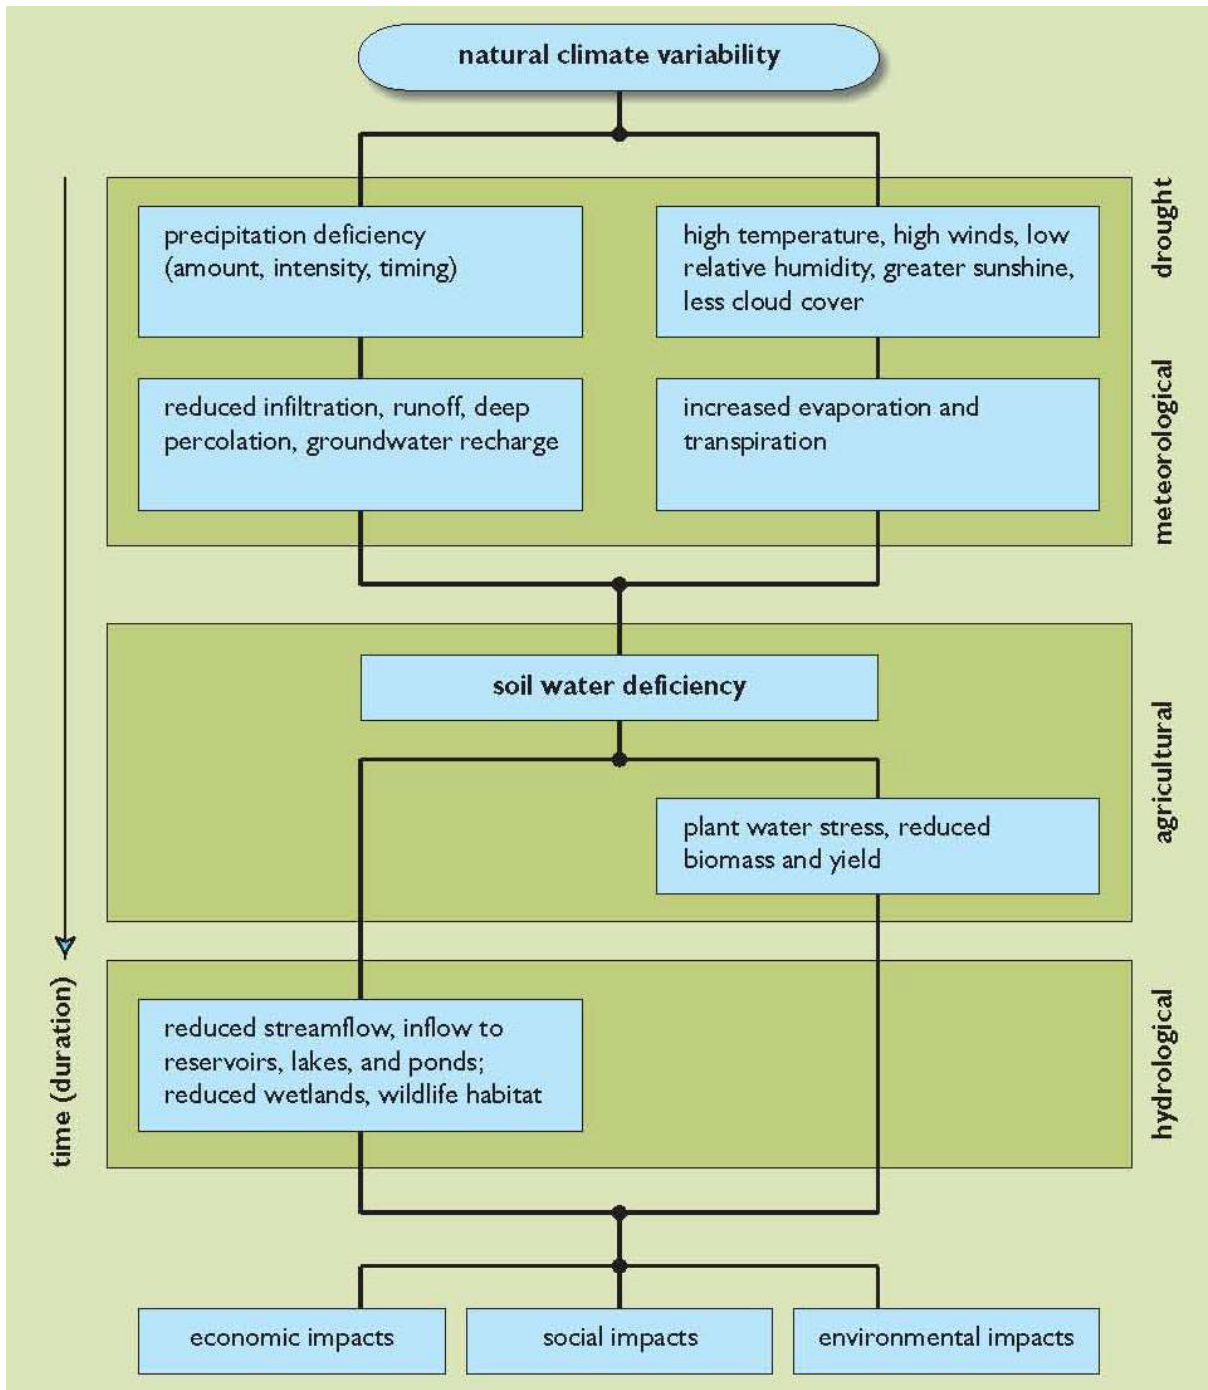 natural climate variability
precipitation deficiency
(amount, intensity, timing)
high temperature, high winds, low
relative humidity, greater sunshine,
less cloud cover
drought
reduced infiltration, runoff, deep
percolation, groundwater recharge
increased evaporation and
transpiration
meteorological
soil water deficiency
plant water stress, reduced
biomass and yield
agricultural
time (duration)
reduced streamflow, inflow to
reservoirs, lakes, and ponds;
reduced wetlands, wildlife habitat
hydrological
economic impacts
social impacts
environmental impacts